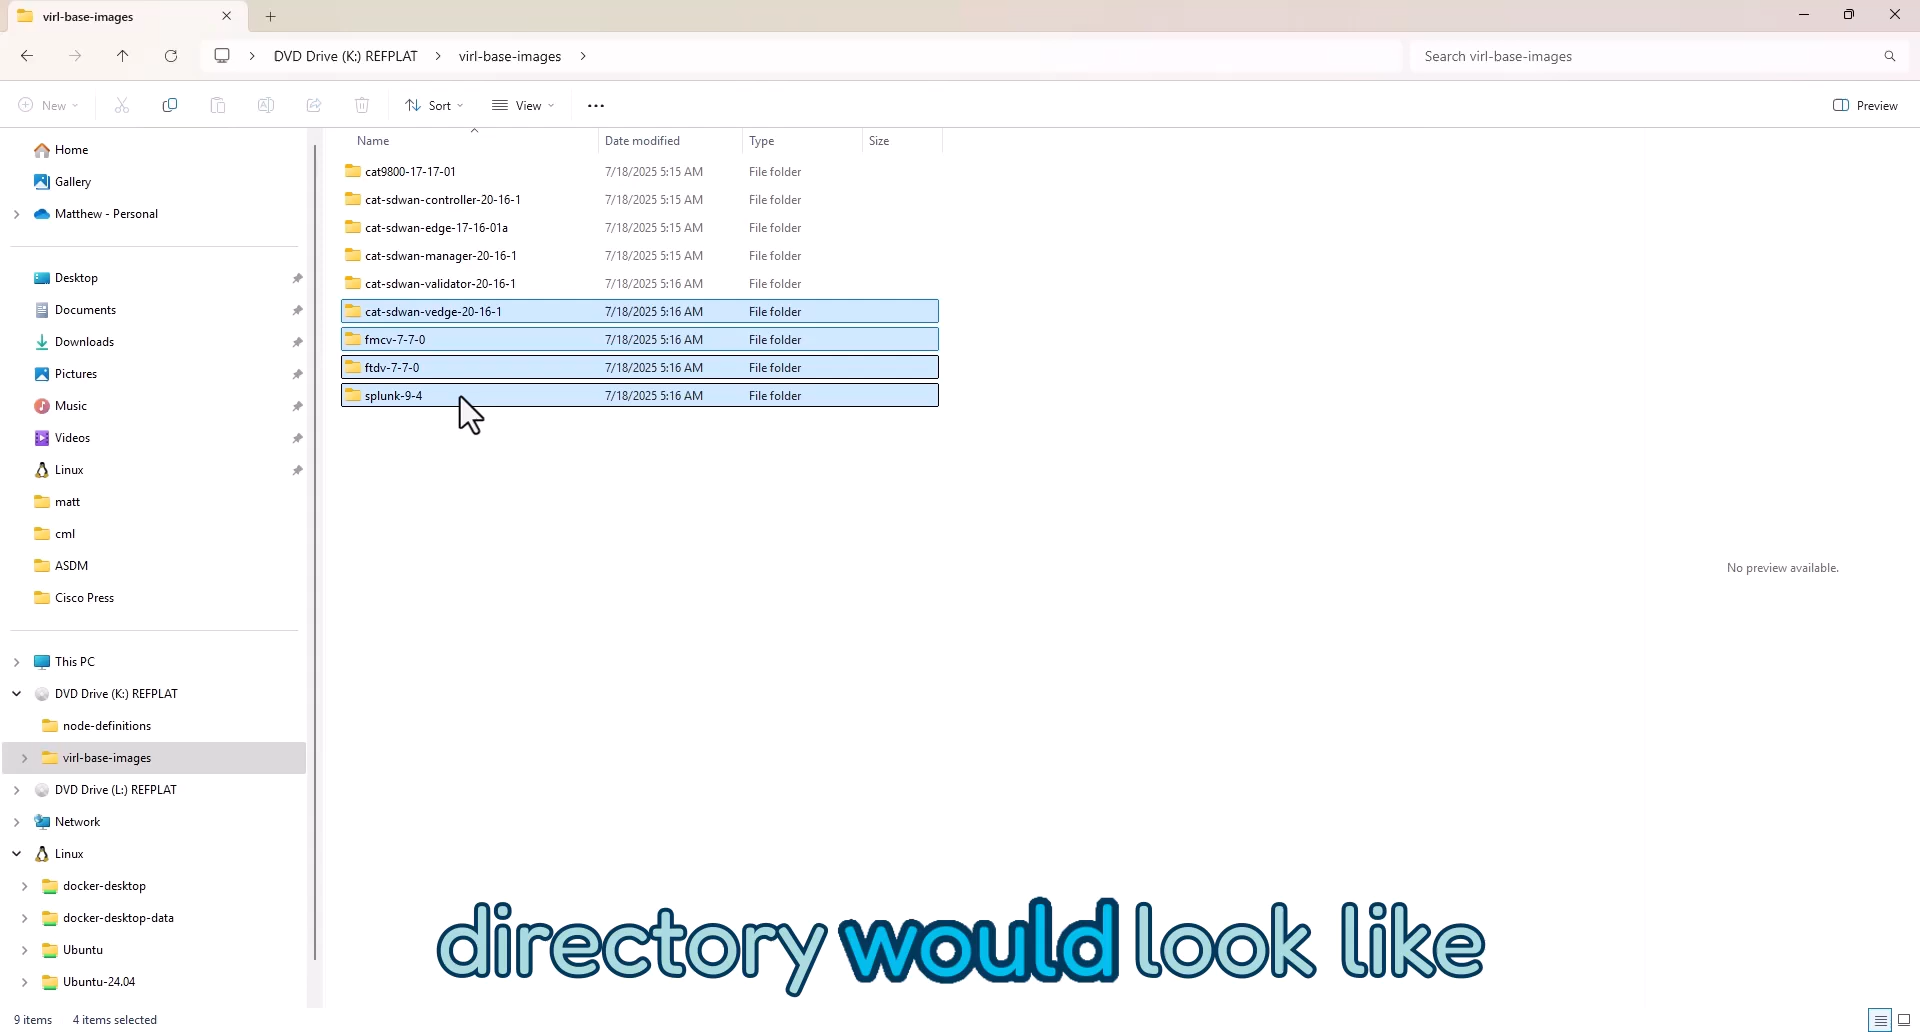 virl-base-images
DVD Drive (K:) REFPLAT
virl-base-images
Search virl-base-images
New
Sort
View
Preview
Name
Date modified
Type
Size
cat9800-17-17-01
7/18/2025 5:15 AM
File folder
cat-sdwan-controller-20-16-1
7/18/2025 5:15 AM
File folder
cat-sdwan-edge-17-16-01a
7/18/2025 5:15 AM
File folder
cat-sdwan-manager-20-16-1
7/18/2025 5:15 AM
File folder
cat-sdwan-validator-20-16-1
7/18/2025 5:16 AM
File folder
cat-sdwan-vedge-20-16-1
7/18/2025 5:16 AM
File folder
fmcv-7-7-0
7/18/2025 5:16 AM
File folder
ftdv-7-7-0
7/18/2025 5:16 AM
File folder
splunk-9-4
7/18/2025 5:16 AM
File folder
Home
Gallery
Matthew - Personal
Desktop
Documents
Downloads
Pictures
Music
Videos
Linux
matt
cml
ASDM
Cisco Press
This PC
DVD Drive (K:) REFPLAT
node-definitions
virl-base-images
DVD Drive (L:) REFPLAT
Network
Linux
docker-desktop
docker-desktop-data
Ubuntu
Ubuntu-24.04
No preview available.
directory would look like
9 items
4 items selected